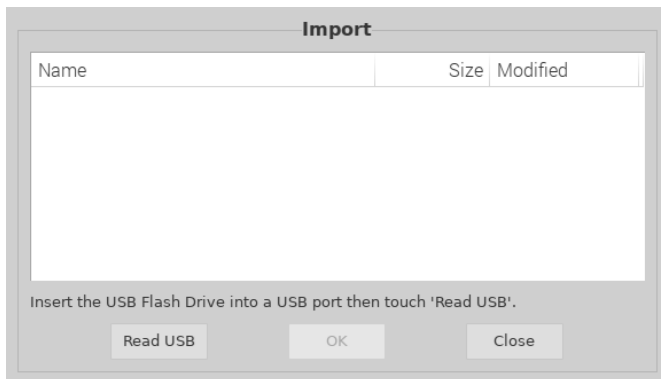 Import
Name Size Modified
Insert the USB Flash Drive into a USB port then touch 'Read USB'.
Read USB OK Close